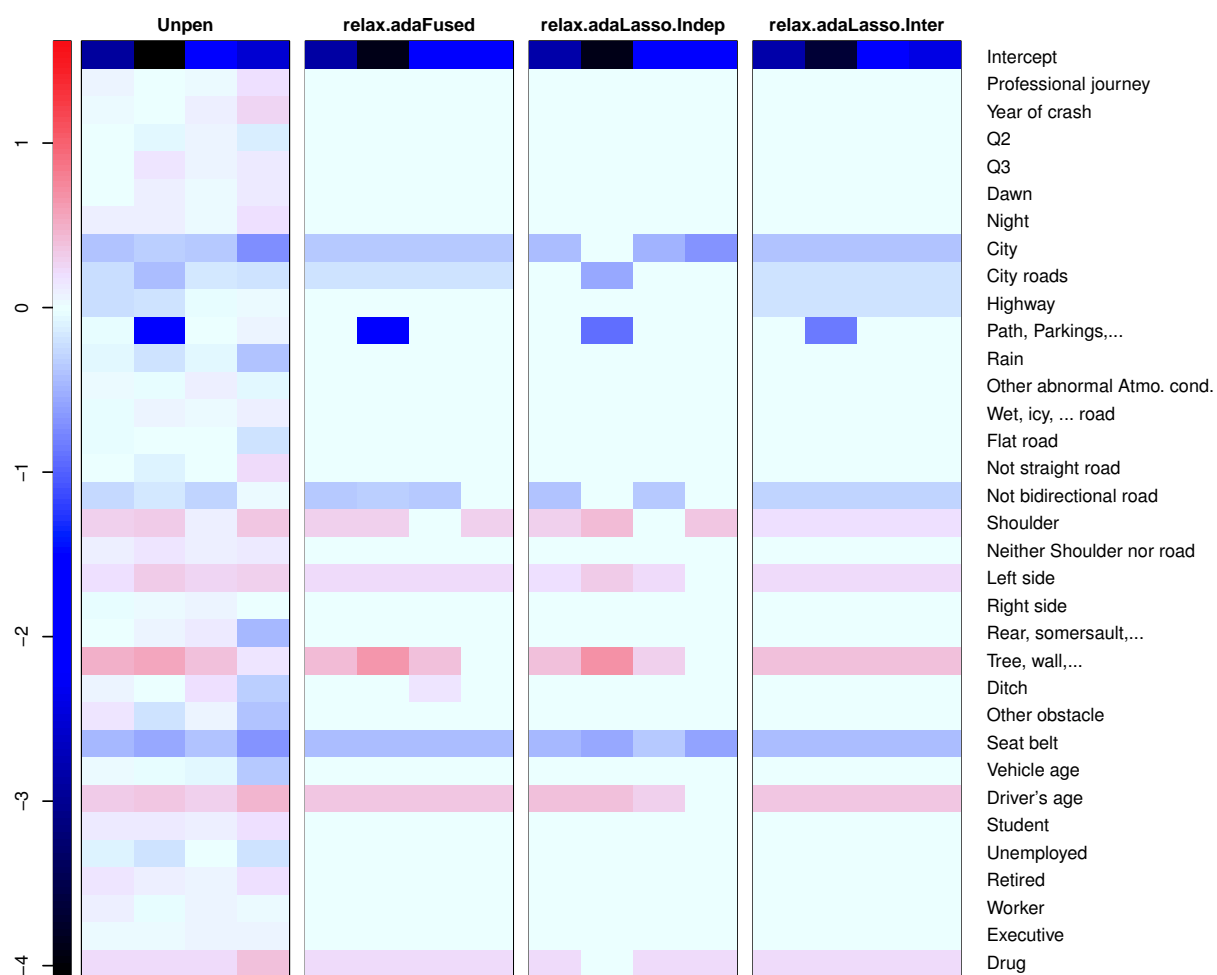 Unpen relax.adaFused relax.adaLasso.Indep relax.adaLasso.Inter
Intercept
Professional journey
Year of crash
Q2
Q3
Dawn
Night
City
City roads
Highway
Path, Parkings,...
Rain
Other abnormal Atmo. cond.
Wet, icy, ... road
Flat road
Not straight road
Not bidirectional road
Shoulder
Neither Shoulder nor road
Left side
Right side
Rear, somersault,...
Tree, wall,...
Ditch
Other obstacle
Seat belt
Vehicle age
Driver's age
Student
Unemployed
Retired
Worker
Executive
Drug
1
0
−1
−2
−3
−4